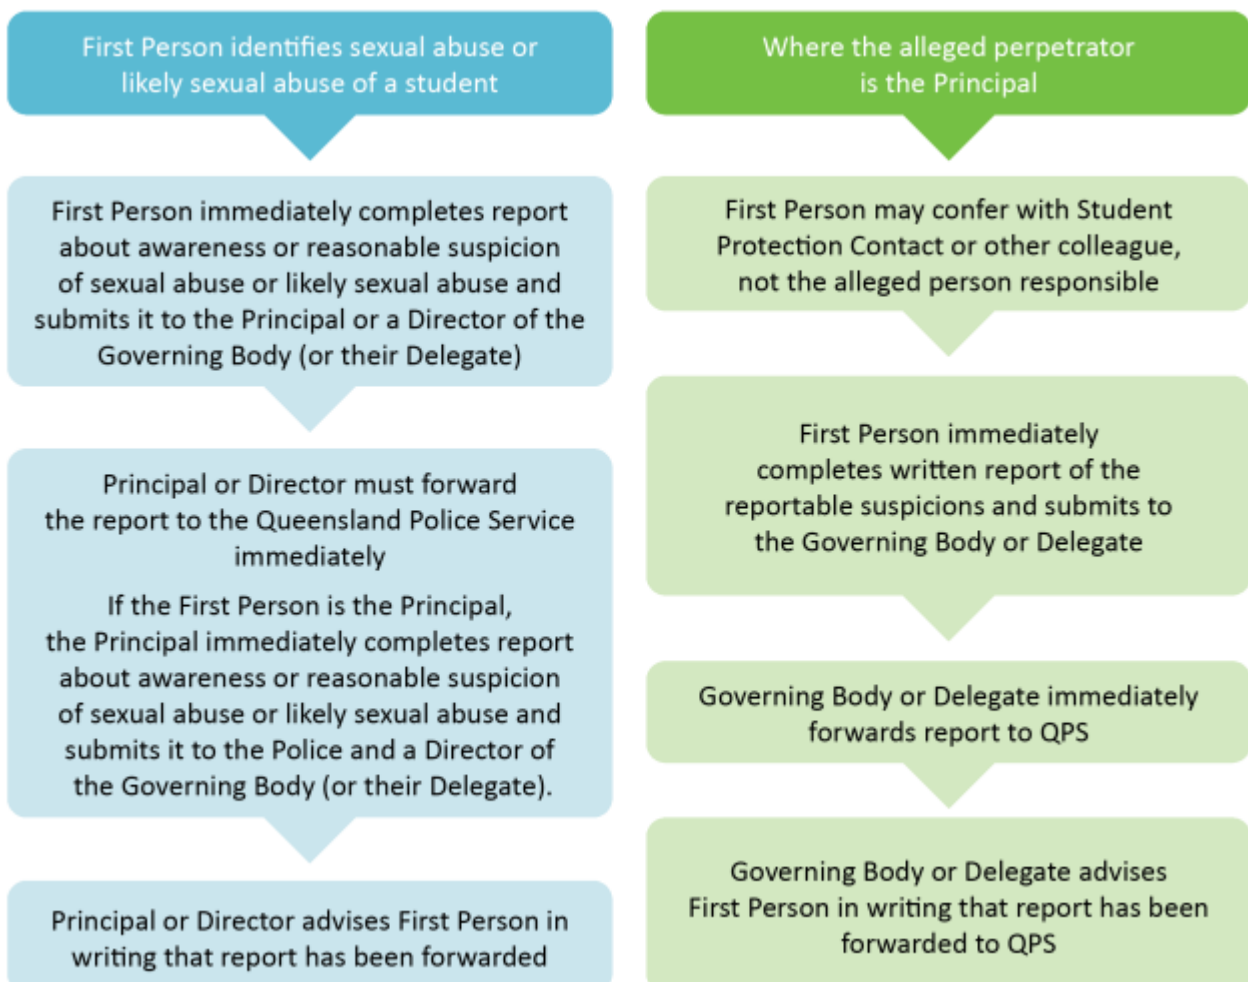 First Person identifies sexual abuse or
likely sexual abuse of a student
First Person immediately completes report
about awareness or reasonable suspicion
of sexual abuse or likely sexual abuse and
submits it to the Principal or a Director of the
Governing Body (or their Delegate)
Principal or Director must forward
the report to the Queensland Police Service
immediately
If the First Person is the Principal,
the Principal immediately completes report
about awareness or reasonable suspicion
of sexual abuse or likely sexual abuse and
submits it to the Police and a Director of
the Governing Body (or their Delegate).
Principal or Director advises First Person in
writing that report has been forwarded
Where the alleged perpetrator
is the Principal
First Person may confer with Student
Protection Contact or other colleague,
not the alleged person responsible
First Person immediately
completes written report of the
reportable suspicions and submits to
the Governing Body or Delegate
Governing Body or Delegate immediately
forwards report to QPS
Governing Body or Delegate advises
First Person in writing that report has been
forwarded to QPS